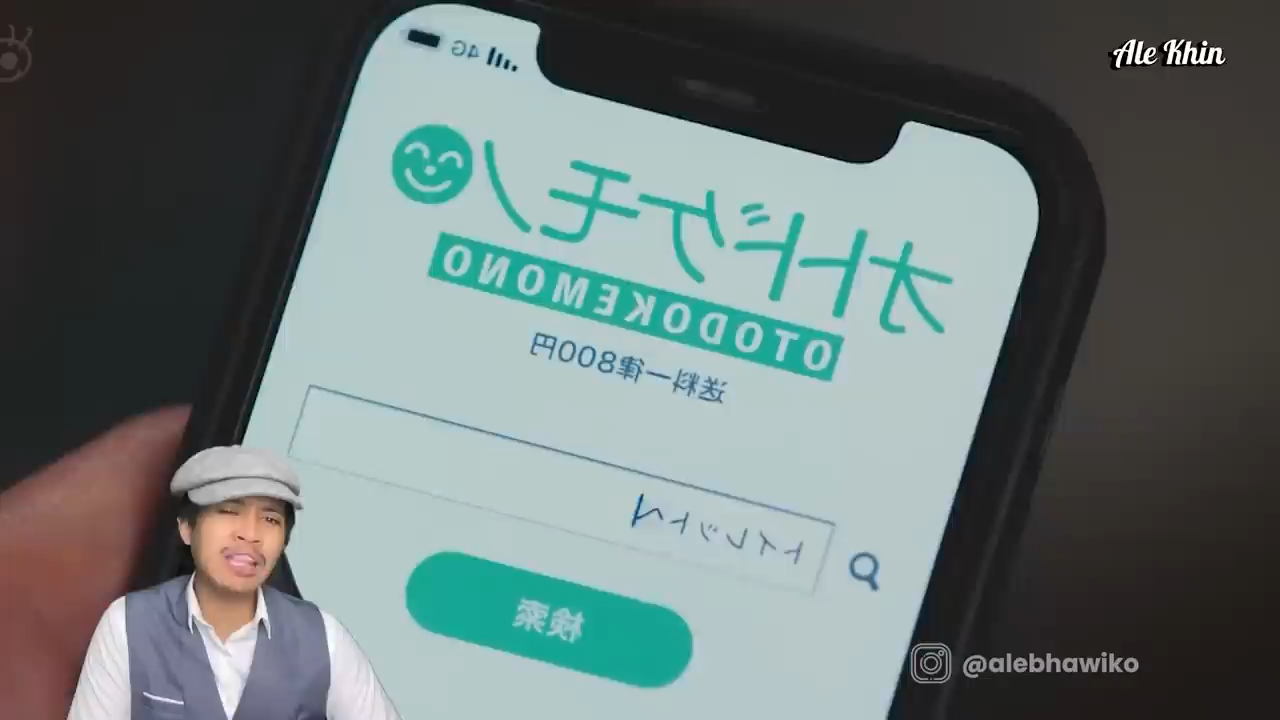 Ale Khin
4G
オトドケモノ
OTODOKEMONO
送料一律800円
トイレットペ
検索
@alebhawiko